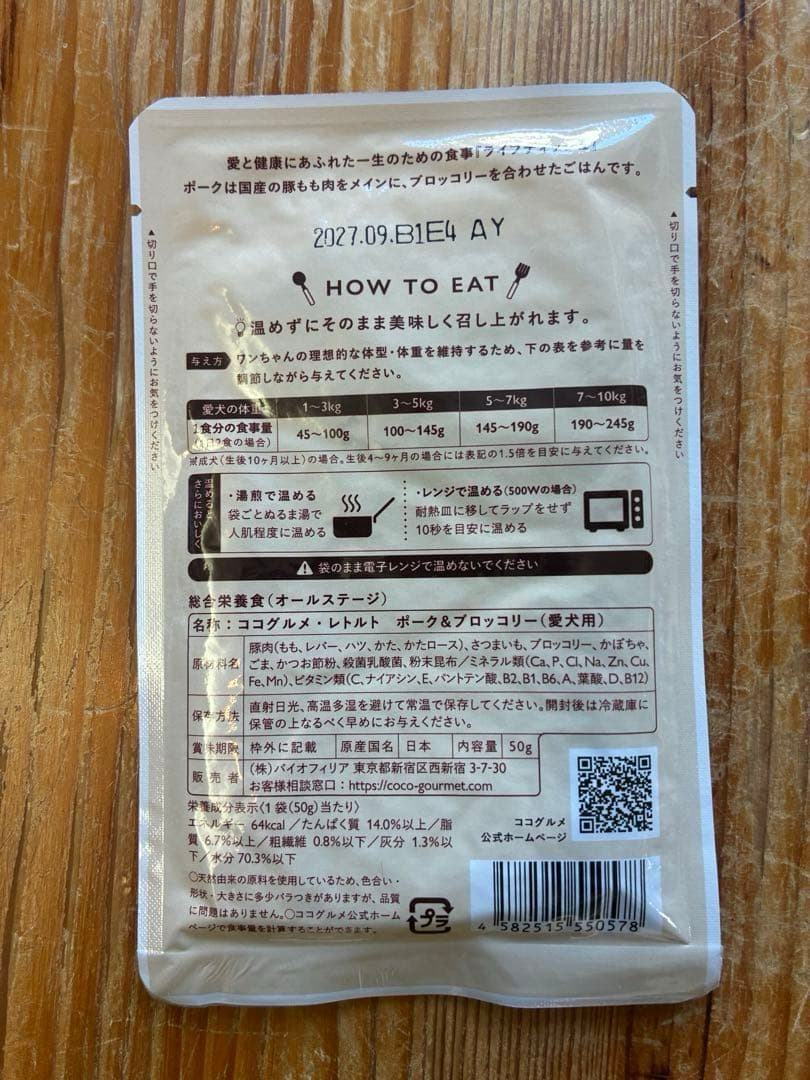 愛と健康にあふれた一生のための食事『ライフ
ポークは国産の豚もも肉をメインに、ブロッコリーを合わせたごはんです。
2027.09.B1E4 AY
HOW TO EAT
温めずにそのまま美味しく召し上がれます。
与え方 ワンちゃんの理想的な体型・体重を維持するため、下の表を参考に量を
調節しながら与えてください。
愛犬の体重 1〜3kg 3〜5kg 5〜7kg 7〜10kg
1食分の食事量 45〜100g 100〜145g 145〜190g 190〜245g
(1日2食の場合)
※成犬(生後10ヶ月以上)の場合。生後4〜9ヶ月の場合には表記の1.5倍を目安に与えてください。
温めると
さらにおいしく
・湯煎で温める
袋ごとぬるま湯で
人肌程度に温める
・レンジで温める(500Wの場合)
耐熱皿に移してラップをせず
10秒を目安に温める
袋のまま電子レンジで温めないでください
総合栄養食(オールステージ)
名称:ココグルメ・レトルト ポーク&ブロッコリー(愛犬用)
原材料名 豚肉(もも、レバー、ハツ、かた、かたロース)、さつまいも、ブロッコリー、かぼちゃ、
ごま、かつお節粉、殺菌乳酸菌、粉末昆布/ミネラル類(Ca, P, Cl, Na, Zn, Cu,
Fe, Mn)、ビタミン類(C, ナイアシン, E, パントテン酸, B2, B1, B6, A, 葉酸, D, B12)
保存方法 直射日光、高温多湿を避けて常温で保存してください。開封後は冷蔵庫に
保管の上なるべく早めにお与えください。
賞味期限 枠外に記載 原産国名 日本 内容量 50g
販売者 (株)バイオフィリア 東京都新宿区西新宿 3-7-30
お客様相談窓口:https://coco-gourmet.com
栄養成分表示〈1 袋(50g)当たり〉
エネルギー 64kcal/たんぱく質 14.0%以上/脂
質 6.7%以上/粗繊維 0.8%以下/灰分 1.3%以
下/水分 70.3%以下
○天然由来の原料を使用しているため、色合い・
形状・大きさに多少バラつきがありますが、品質
に問題はありません。○ココグルメ公式ホーム
ページで食事量を計算することができます。
ココグルメ
公式ホームページ
プラ
4 582515 550578
▲切り口で手を切らないようにお気をつけください
▲切り口で手を切らないようにお気をつけください